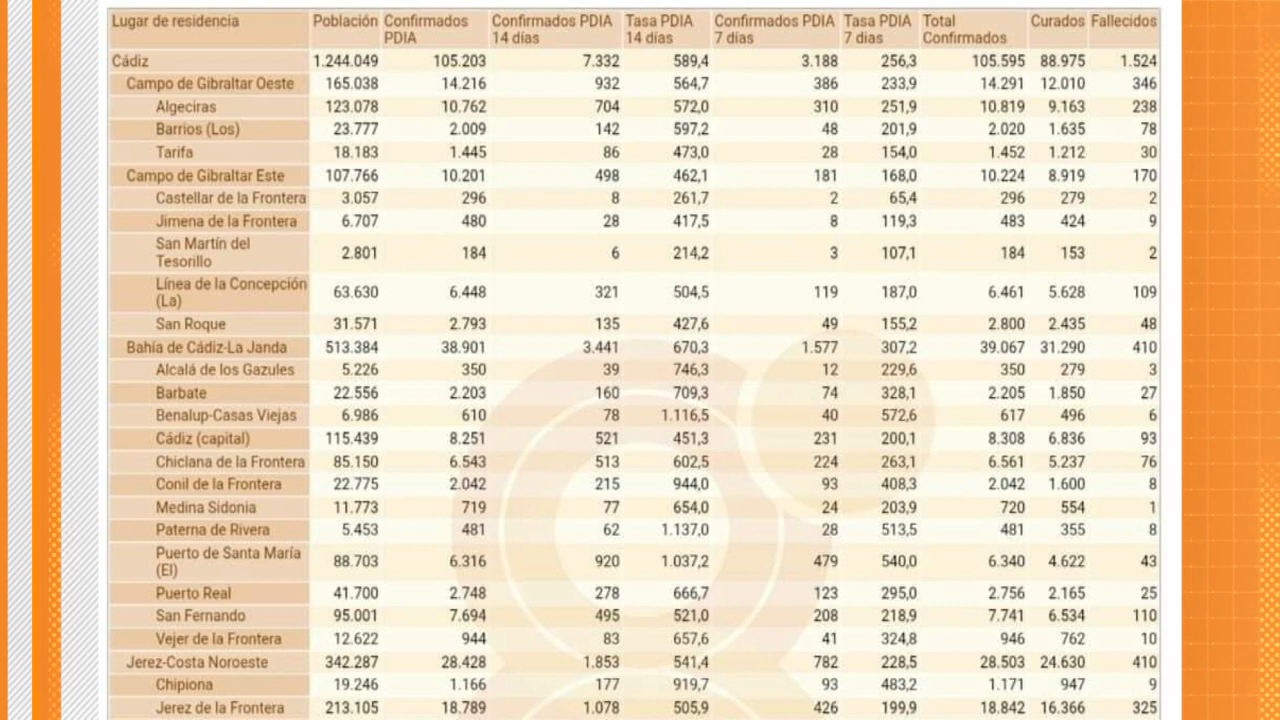 Lugar de residencia Población Confirmados PDIA Confirmados PDIA 14 días Tasa PDIA 14 días Confirmados PDIA 7 días Tasa PDIA 7 días Total Confirmados Curados Fallecidos
Cádiz 1.244.049 105.203 7.332 589,4 3.188 256,3 105.595 88.975 1.524
Campo de Gibraltar Oeste 165.038 14.216 932 564,7 386 233,9 14.291 12.010 346
Algeciras 123.078 10.762 704 572,0 310 251,9 10.819 9.163 238
Barrios (Los) 23.777 2.009 142 597,2 48 201,9 2.020 1.635 78
Tarifa 18.183 1.445 86 473,0 28 154,0 1.452 1.212 30
Campo de Gibraltar Este 107.766 10.201 498 462,1 181 168,0 10.224 8.919 170
Castellar de la Frontera 3.057 296 8 261,7 2 65,4 296 279 2
Jimena de la Frontera 6.707 480 28 417,5 8 119,3 483 424 9
San Martín del Tesorillo 2.801 184 6 214,2 3 107,1 184 153 2
Línea de la Concepción (La) 63.630 6.448 321 504,5 119 187,0 6.461 5.628 109
San Roque 31.571 2.793 135 427,6 49 155,2 2.800 2.435 48
Bahía de Cádiz-La Janda 513.384 38.901 3.441 670,3 1.577 307,2 39.067 31.290 410
Alcalá de los Gazules 5.226 350 39 746,3 12 229,6 350 279 3
Barbate 22.556 2.203 160 709,3 74 328,1 2.205 1.850 27
Benalup-Casas Viejas 6.986 610 78 1.116,5 40 572,6 617 496 6
Cádiz (capital) 115.439 8.251 521 451,3 231 200,1 8.308 6.836 93
Chiclana de la Frontera 85.150 6.543 513 602,5 224 263,1 6.561 5.237 76
Conil de la Frontera 22.775 2.042 215 944,0 93 408,3 2.042 1.600 8
Medina Sidonia 11.773 719 77 654,0 24 203,9 720 554 1
Paterna de Rivera 5.453 481 62 1.137,0 28 513,5 481 355 8
Puerto de Santa María (El) 88.703 6.316 920 1.037,2 479 540,0 6.340 4.622 43
Puerto Real 41.700 2.748 278 666,7 123 295,0 2.756 2.165 25
San Fernando 95.001 7.694 495 521,0 208 218,9 7.741 6.534 110
Vejer de la Frontera 12.622 944 83 657,6 41 324,8 946 762 10
Jerez-Costa Noroeste 342.287 28.428 1.853 541,4 782 228,5 28.503 24.630 410
Chipiona 19.246 1.166 177 919,7 93 483,2 1.171 947 9
Jerez de la Frontera 213.105 18.789 1.078 505,9 426 199,9 18.842 16.366 325